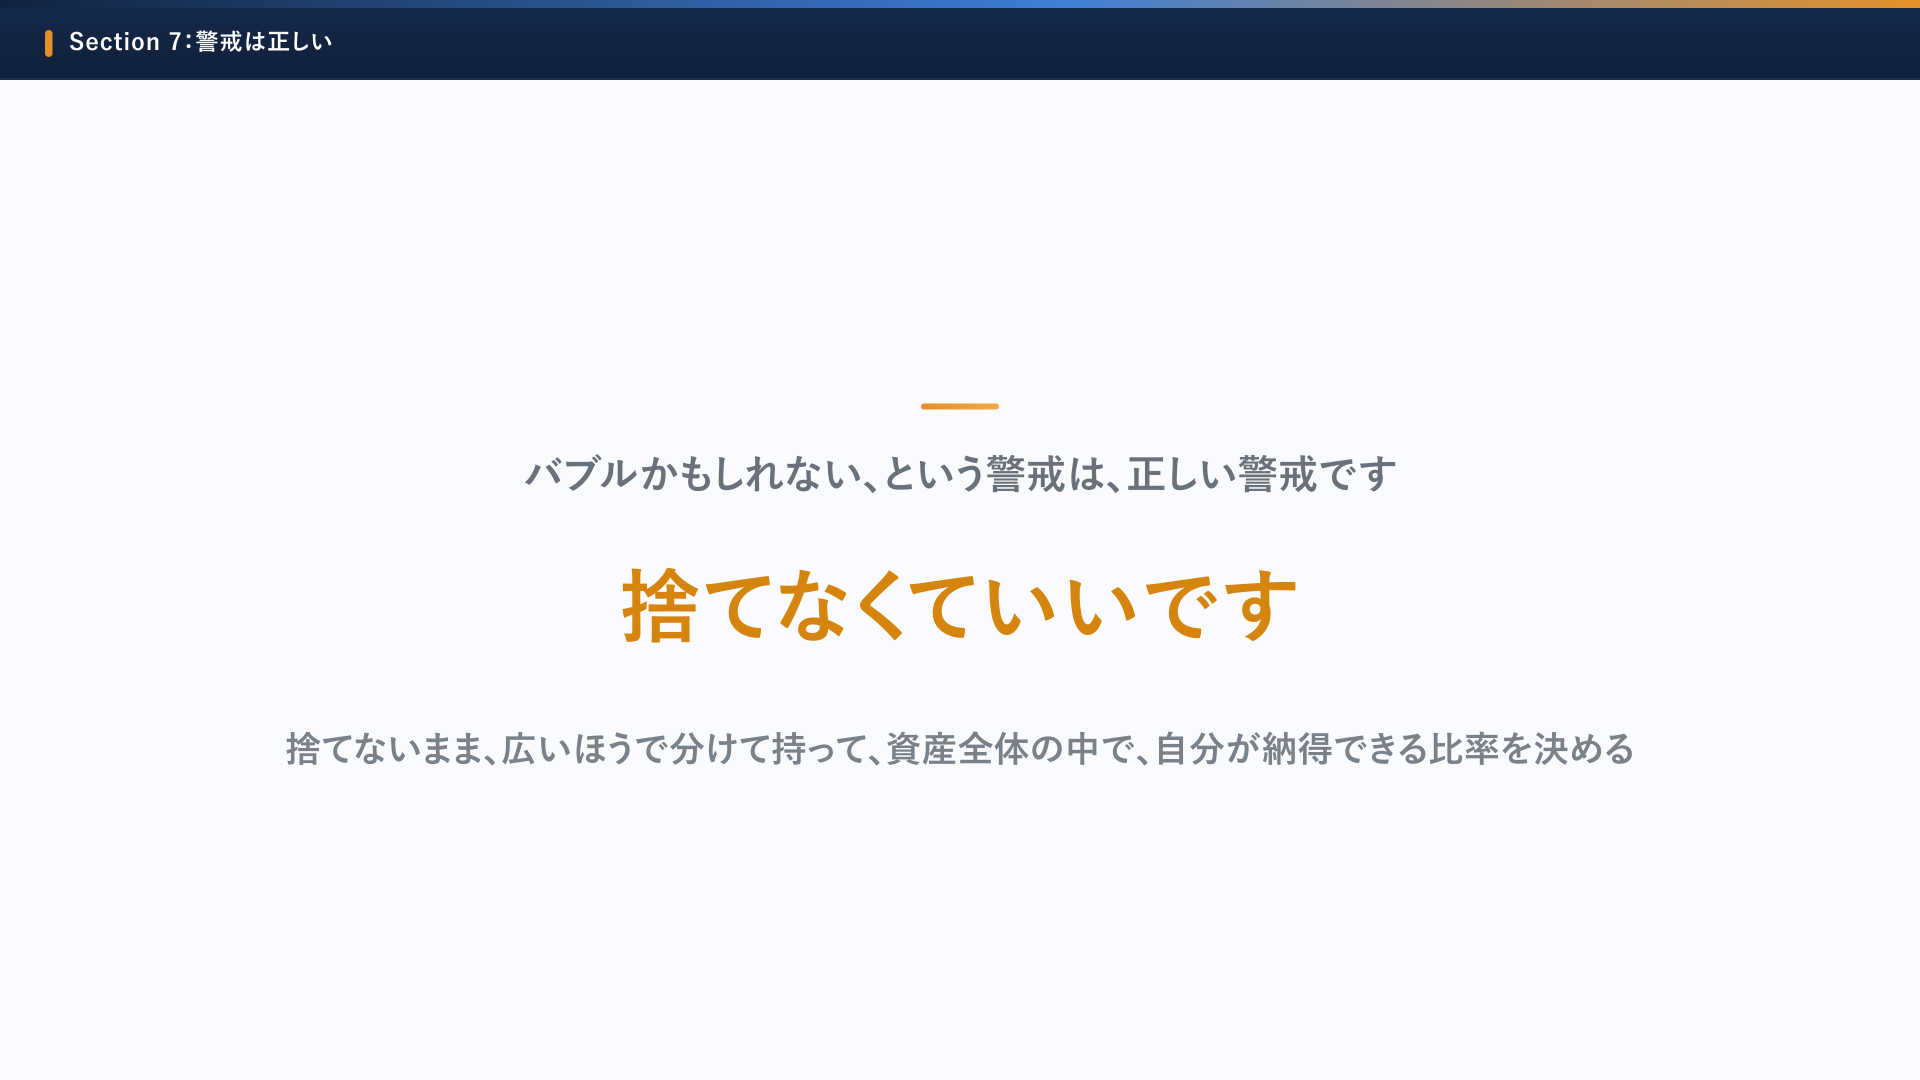 Section 7：警戒は正しい
バブルかもしれない、という警戒は、正しい警戒です
捨てなくていいです
捨てないまま、広いほうで分けて持って、資産全体の中で、自分が納得できる比率を決める